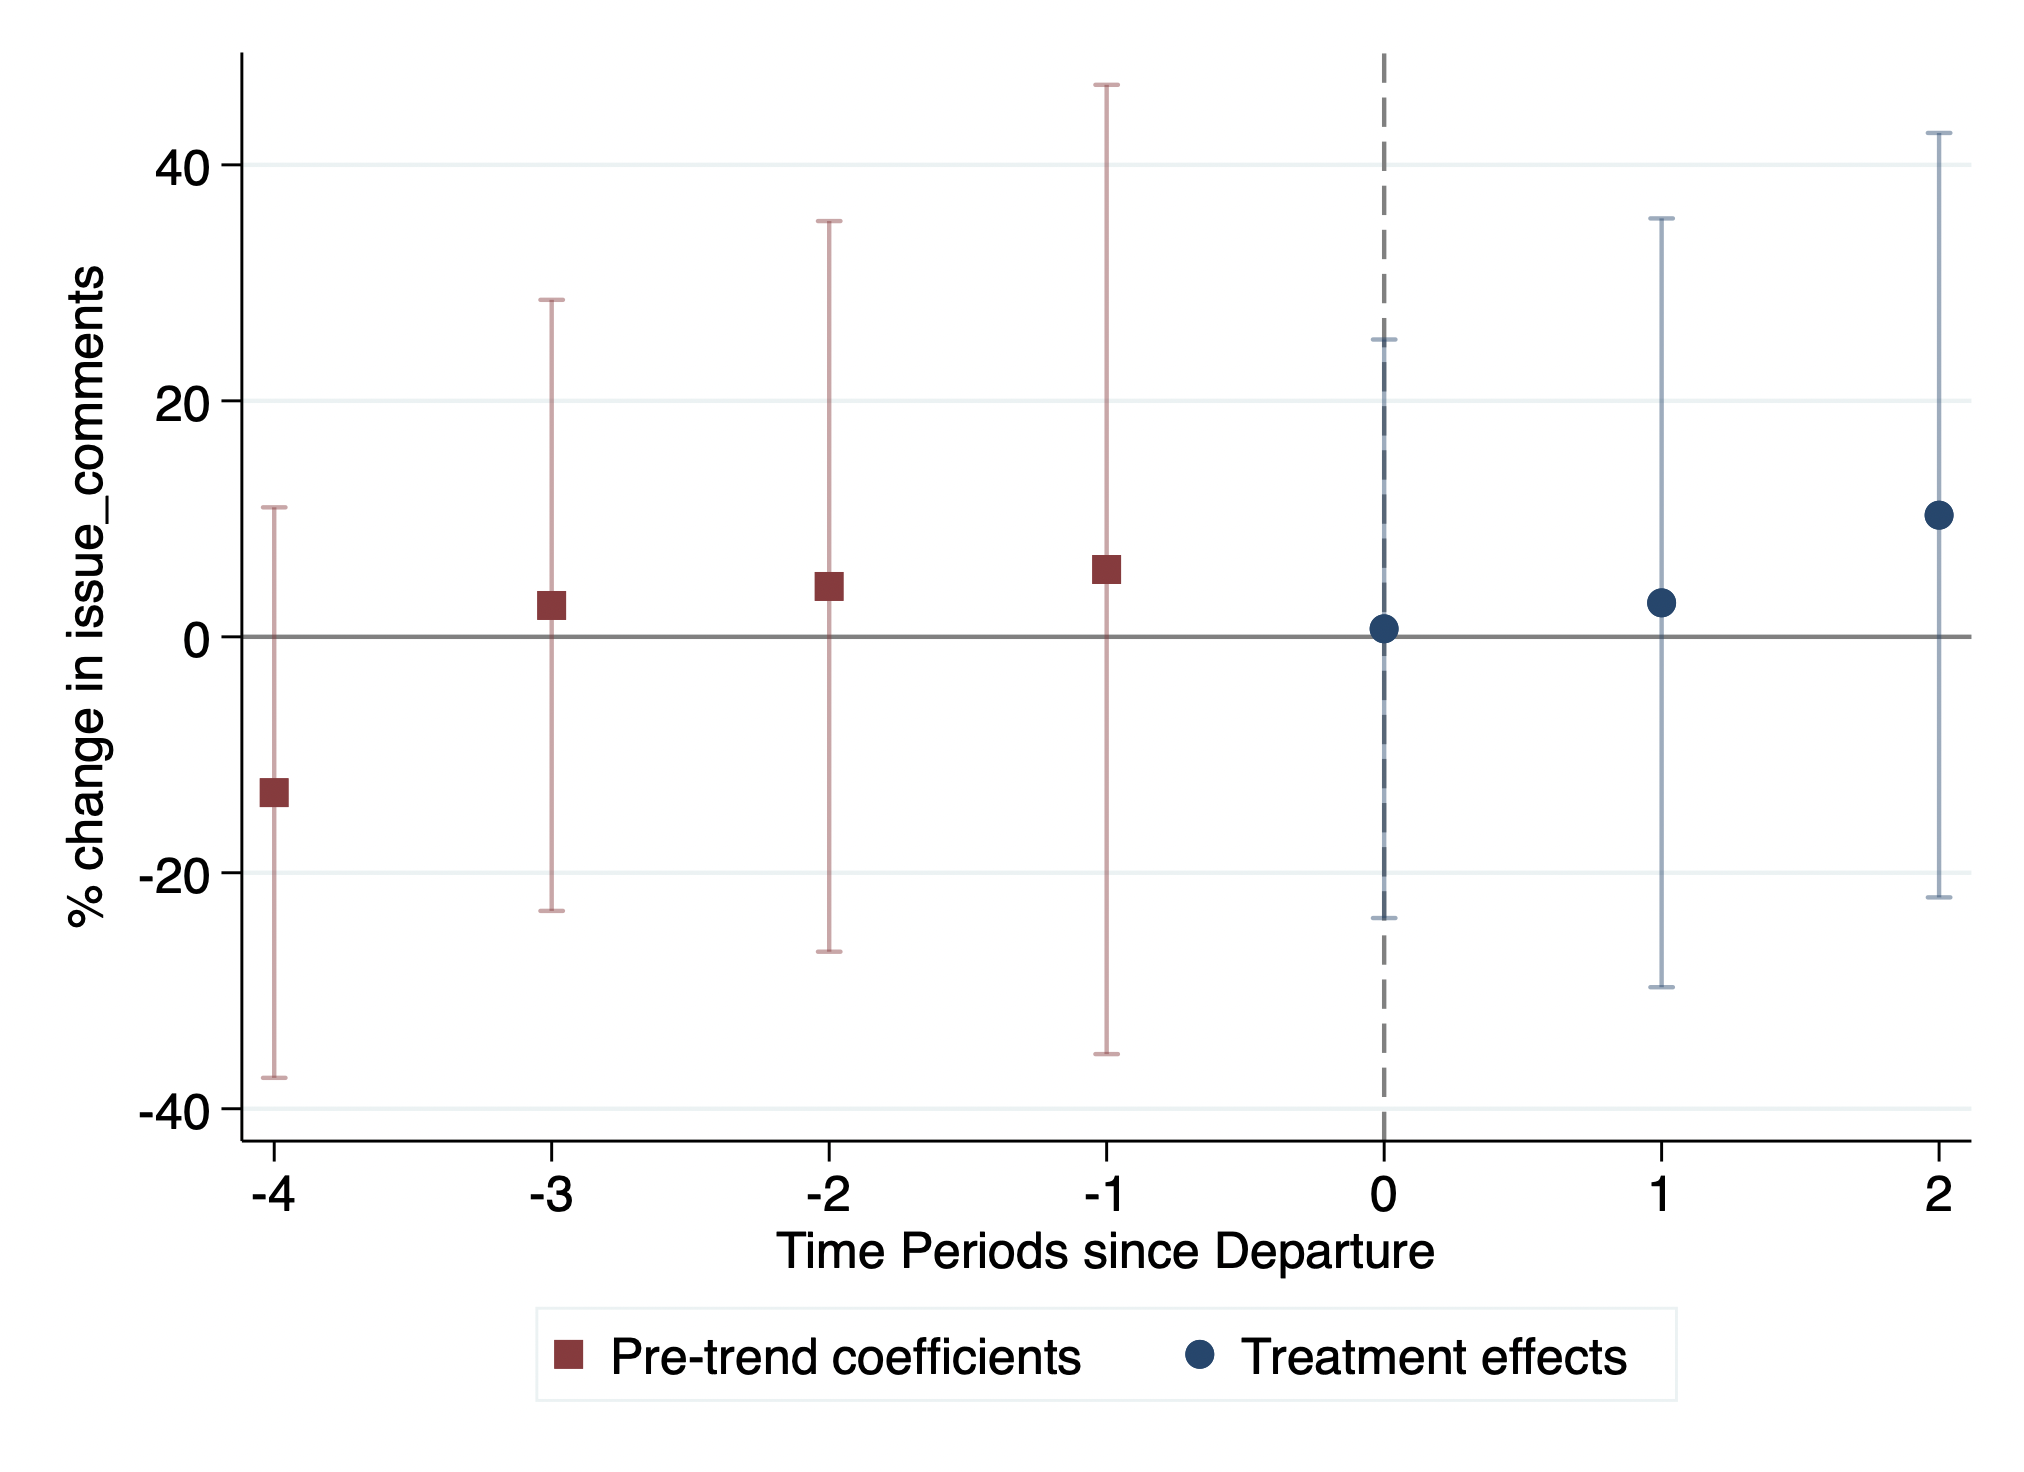 % change in issue_comments
40
20
0
-20
-40
-4 -3 -2 -1 0 1 2
Time Periods since Departure
Pre-trend coefficients Treatment effects